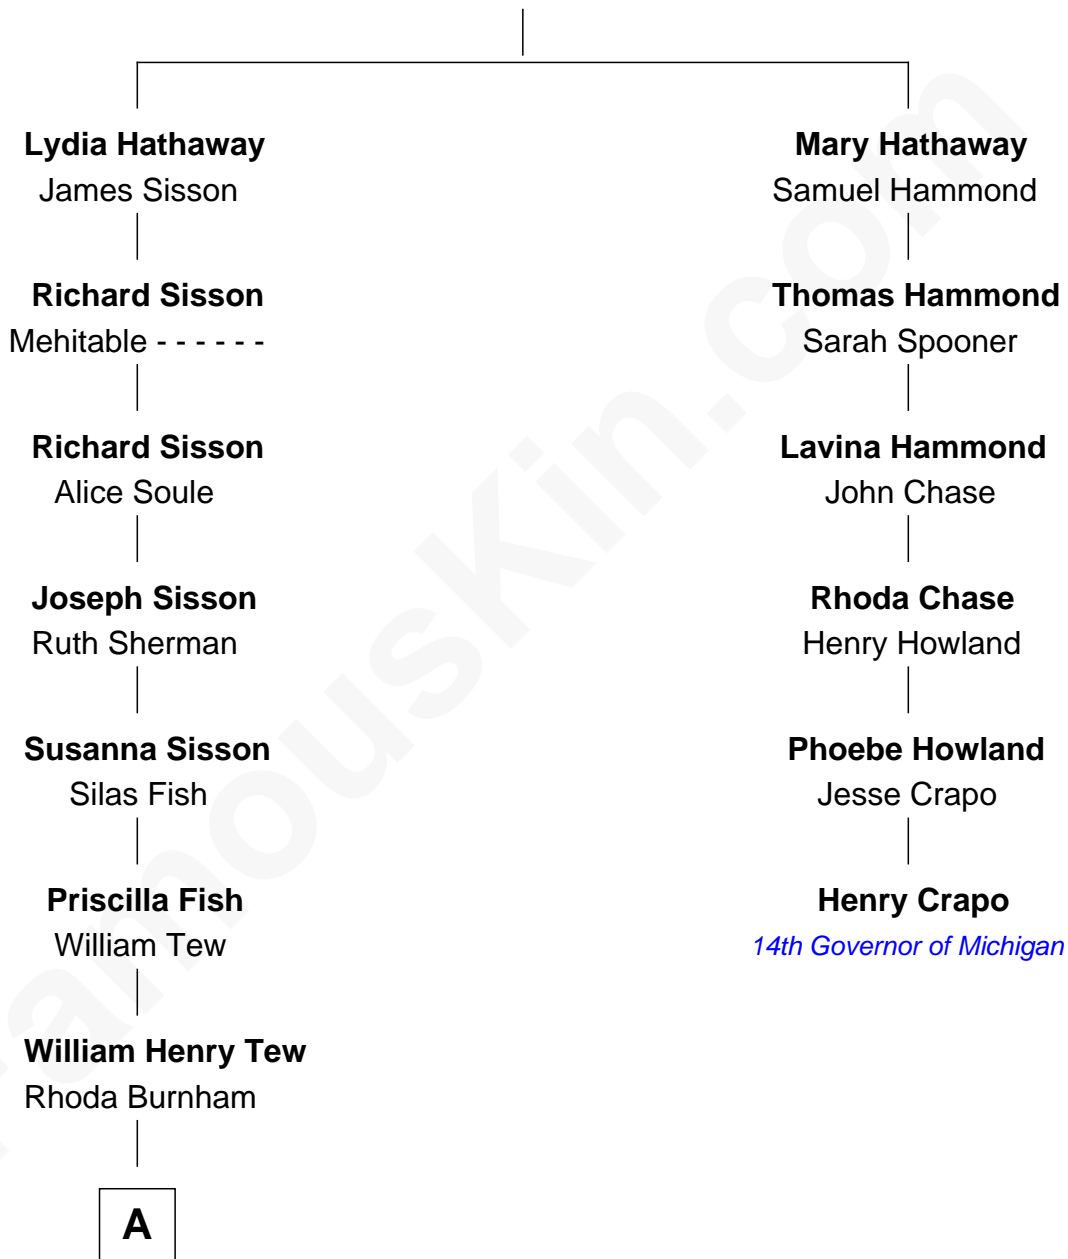 Lydia Hathaway
James Sisson
Mary Hathaway
Samuel Hammond
Richard Sisson
Mehitable - - - - - -
Thomas Hammond
Sarah Spooner
Richard Sisson
Alice Soule
Lavina Hammond
John Chase
Joseph Sisson
Ruth Sherman
Rhoda Chase
Henry Howland
Susanna Sisson
Silas Fish
Phoebe Howland
Jesse Crapo
Priscilla Fish
William Tew
Henry Crapo
14th Governor of Michigan
William Henry Tew
Rhoda Burnham
A
FamousKin.com